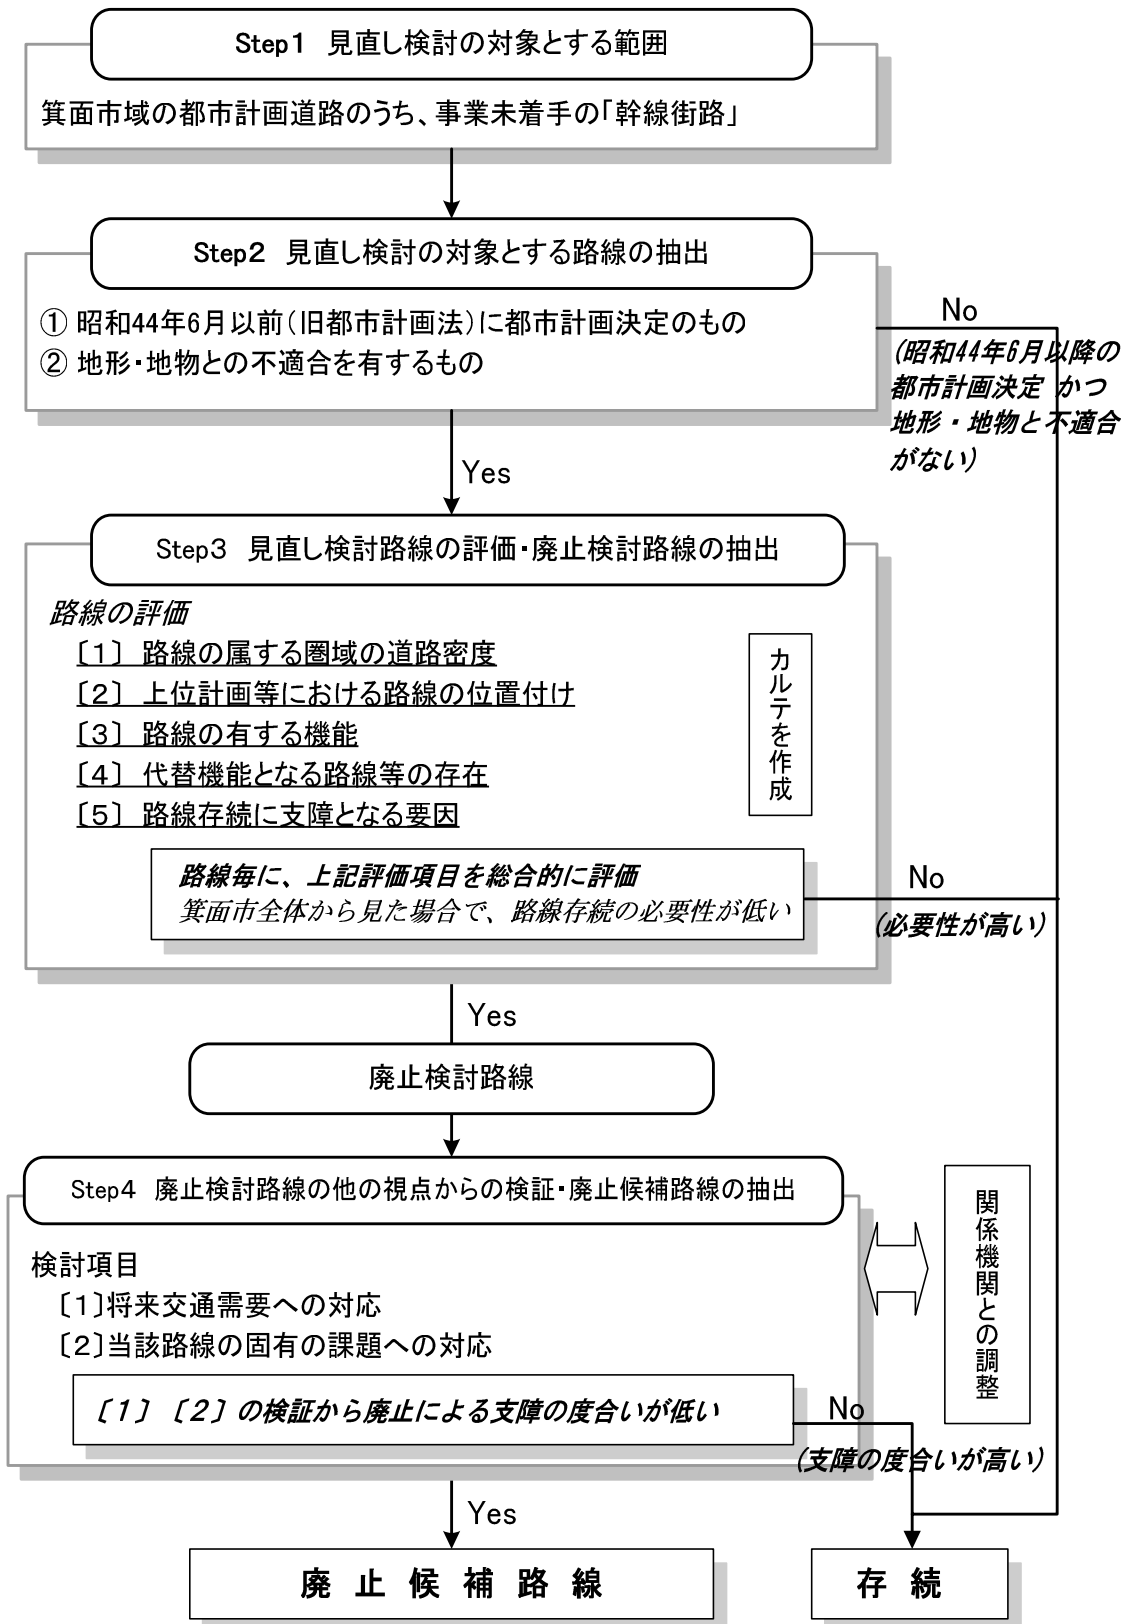 Step1 見直し検討の対象とする範囲
箕面市域の都市計画道路のうち、事業未着手の「幹線街路」
Step2 見直し検討の対象とする路線の抽出
① 昭和44年6月以前(旧都市計画法)に都市計画決定のもの
② 地形・地物との不適合を有するもの
No
(昭和44年6月以降の
都市計画決定 かつ
地形・地物と不適合
がない)
Yes
Step3 見直し検討路線の評価・廃止検討路線の抽出
路線の評価
〔1〕 路線の属する圏域の道路密度
〔2〕 上位計画等における路線の位置付け
〔3〕 路線の有する機能
〔4〕 代替機能となる路線等の存在
〔5〕 路線存続に支障となる要因
カルテを作成
路線毎に、上記評価項目を総合的に評価
箕面市全体から見た場合で、路線存続の必要性が低い
No
(必要性が高い)
Yes
廃止検討路線
Step4 廃止検討路線の他の視点からの検証・廃止候補路線の抽出
検討項目
〔1〕将来交通需要への対応
〔2〕当該路線の固有の課題への対応
〔1〕〔2〕の検証から廃止による支障の度合いが低い
関係機関との調整
No
(支障の度合いが高い)
Yes
廃止候補路線
存続